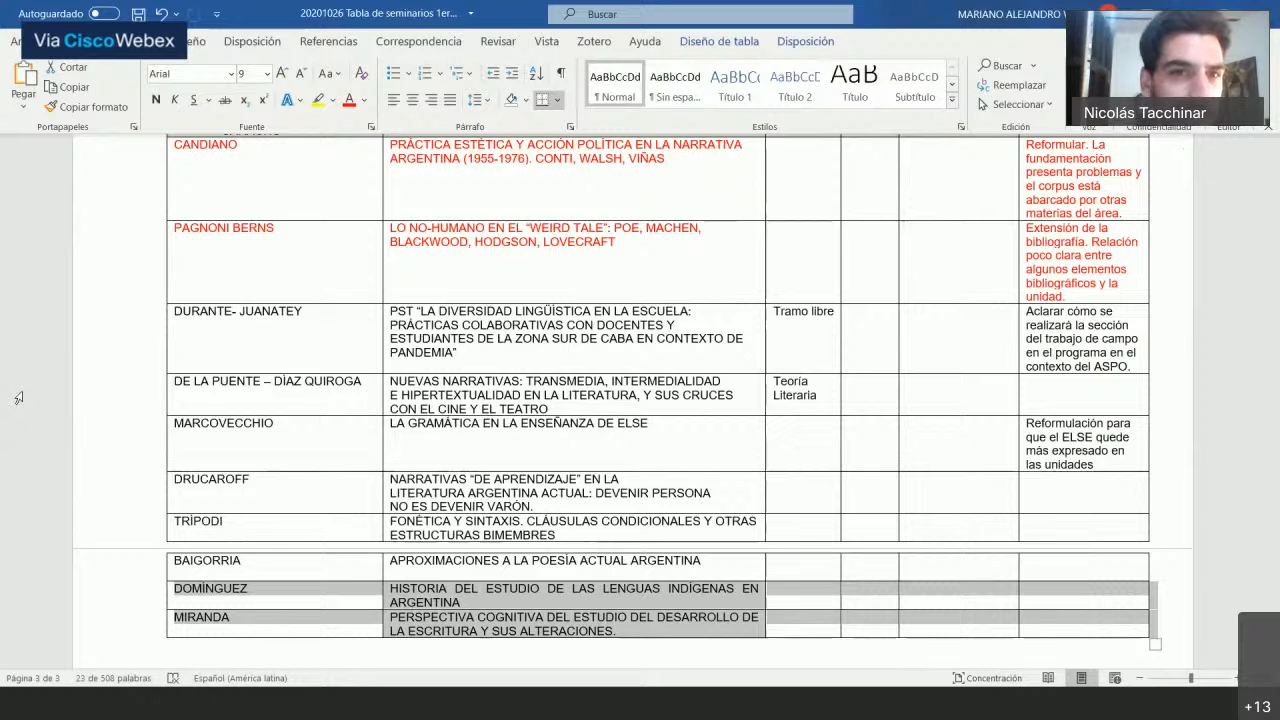 Autoguardado
20201026 Tabla de seminarios 1er...
Buscar
MARIANO ALEJANDRO
Vía CiscoWebex
Disposición
Referencias
Correspondencia
Revisar
Vista
Zotero
Ayuda
Diseño de tabla
Disposición
Pegar
Cortar
Copiar
Copiar formato
Portapapeles
Arial
9
N K S
Fuente
Párrafo
AaBbCcDd
¶ Normal
AaBbCcDd
¶ Sin espa...
AaBbCc
Título 1
AaBbCcD
Título 2
AaB
Título
AaBbCcD
Subtítulo
Estilos
Buscar
Reemplazar
Seleccionar
Edición
Nicolás Tacchinar
CANDIANO
PRÁCTICA ESTÉTICA Y ACCIÓN POLÍTICA EN LA NARRATIVA
ARGENTINA (1955-1976). CONTI, WALSH, VIÑAS
Reformular. La
fundamentación
presenta problemas y
el corpus está
abarcado por otras
materias del área.
PAGNONI BERNS
LO NO-HUMANO EN EL “WEIRD TALE”: POE, MACHEN,
BLACKWOOD, HODGSON, LOVECRAFT
Extensión de la
bibliografía. Relación
poco clara entre
algunos elementos
bibliográficos y la
unidad.
DURANTE- JUANATEY
PST “LA DIVERSIDAD LINGÜÍSTICA EN LA ESCUELA:
PRÁCTICAS COLABORATIVAS CON DOCENTES Y
ESTUDIANTES DE LA ZONA SUR DE CABA EN CONTEXTO DE
PANDEMIA”
Tramo libre
Aclarar cómo se
realizará la sección
del trabajo de campo
en el programa en el
contexto del ASPO.
DE LA PUENTE – DÌAZ QUIROGA
NUEVAS NARRATIVAS: TRANSMEDIA, INTERMEDIALIDAD
E HIPERTEXTUALIDAD EN LA LITERATURA, Y SUS CRUCES
CON EL CINE Y EL TEATRO
Teoría
Literaria
MARCOVECCHIO
LA GRAMÁTICA EN LA ENSEÑANZA DE ELSE
Reformulación para
que el ELSE quede
más expresado en
las unidades
DRUCAROFF
NARRATIVAS “DE APRENDIZAJE” EN LA
LITERATURA ARGENTINA ACTUAL: DEVENIR PERSONA
NO ES DEVENIR VARÓN.
TRÌPODI
FONÉTICA Y SINTAXIS. CLÁUSULAS CONDICIONALES Y OTRAS
ESTRUCTURAS BIMEMBRES
BAIGORRIA
APROXIMACIONES A LA POESÍA ACTUAL ARGENTINA
DOMÌNGUEZ
HISTORIA DEL ESTUDIO DE LAS LENGUAS INDÍGENAS EN
ARGENTINA
MIRANDA
PERSPECTIVA COGNITIVA DEL ESTUDIO DEL DESARROLLO DE
LA ESCRITURA Y SUS ALTERACIONES.
Página 3 de 3
23 de 508 palabras
Español (América latina)
Concentración
+13